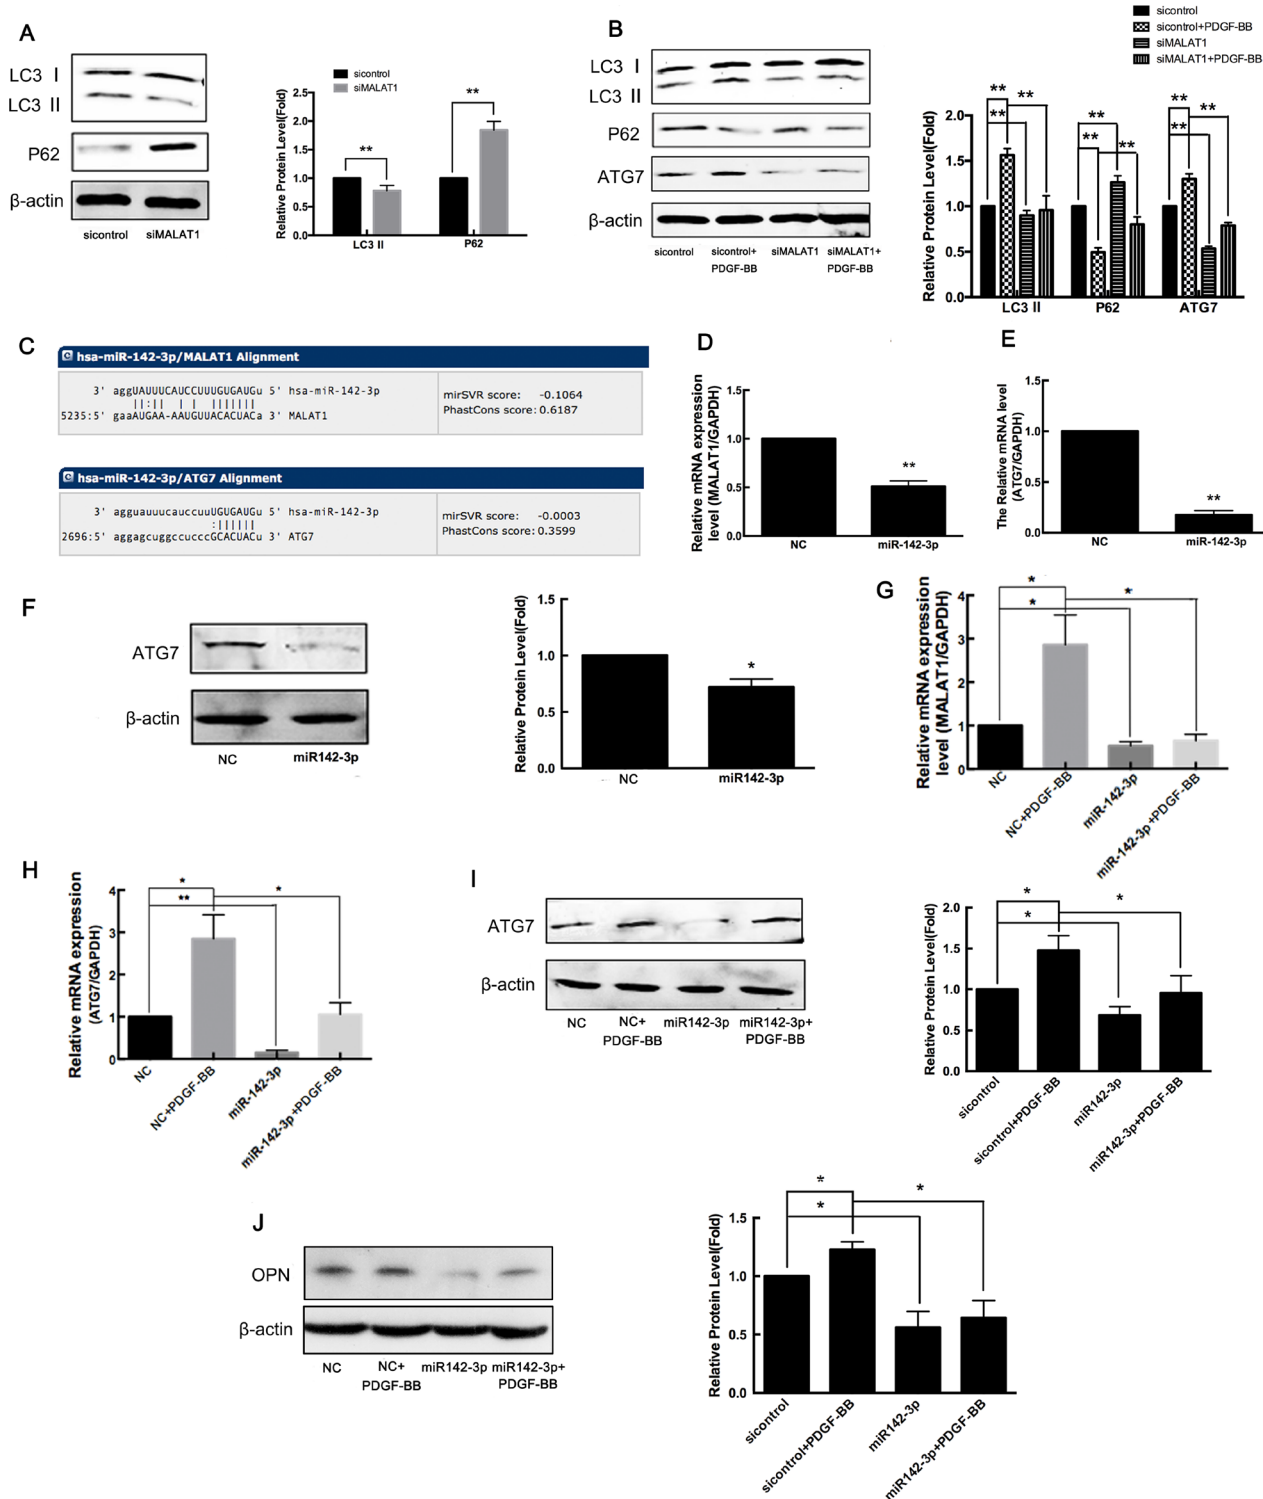 A
LC3 I
LC3 II
P62
β-actin
sicontrol siMALAT1
sicontrol
siMALAT1
Relative Protein Level(Fold)
2.5
2.0
1.5
1.0
0.5
0.0
**
**
LC3 II P62
B
LC3 I
LC3 II
P62
ATG7
β-actin
sicontrol sicontrol+ siMALAT1 siMALAT1+
PDGF-BB PDGF-BB
sicontrol
sicontrol+PDGF-BB
siMALAT1
siMALAT1+PDGF-BB
Relative Protein Level(Fold)
2.0
1.5
1.0
0.5
0.0
** **
**
**
** **
** **
**
LC3 II P62 ATG7
C
hsa-miR-142-3p/MALAT1 Alignment
3' aggUAUUUCAUCCUUUGUGAUGu 5' hsa-miR-142-3p
||:|| | | |||||||
5235:5' gaaAUGAA-AAUGUUACACUACa 3' MALAT1
mirSVR score: -0.1064
PhastCons score: 0.6187
hsa-miR-142-3p/ATG7 Alignment
3' agguauuucauccuuUGUGAUGu 5' hsa-miR-142-3p
:||||||
2696:5' aggagcuggccucccGCACUACu 3' ATG7
mirSVR score: -0.0003
PhastCons score: 0.3599
D
Relative mRNA expression
level (MALAT1/GAPDH)
1.5
1.0
0.5
0.0
**
NC miR-142-3p
E
The Relative mRNA level
(ATG7/GAPDH)
1.5
1.0
0.5
0.0
**
NC miR-142-3p
F
ATG7
β-actin
NC miR142-3p
Relative Protein Level(Fold)
1.5
1.0
0.5
0.0
*
NC miR142-3p
G
Relative mRNA expression
level (MALAT1/GAPDH)
4
3
2
1
0
*
*
*
NC
NC+PDGF-BB
miR-142-3p
miR-142-3p+PDGF-BB
H
Relative mRNA expression
(ATG7/GAPDH)
4
3
2
1
0
*
**
*
NC
NC+PDGF-BB
miR-142-3p
miR-142-3p+PDGF-BB
I
ATG7
β-actin
NC NC+ miR142-3p miR142-3p+
PDGF-BB PDGF-BB
Relative Protein Level(Fold)
2.0
1.5
1.0
0.5
0.0
*
*
*
sicontrol
sicontrol+PDGF-BB
miR142-3p
miR142-3p+PDGF-BB
J
OPN
β-actin
NC NC+ miR142-3p miR142-3p+
PDGF-BB PDGF-BB
Relative Protein Level(Fold)
1.5
1.0
0.5
0.0
*
*
*
sicontrol
sicontrol+PDGF-BB
miR142-3p
miR142-3p+PDGF-BB